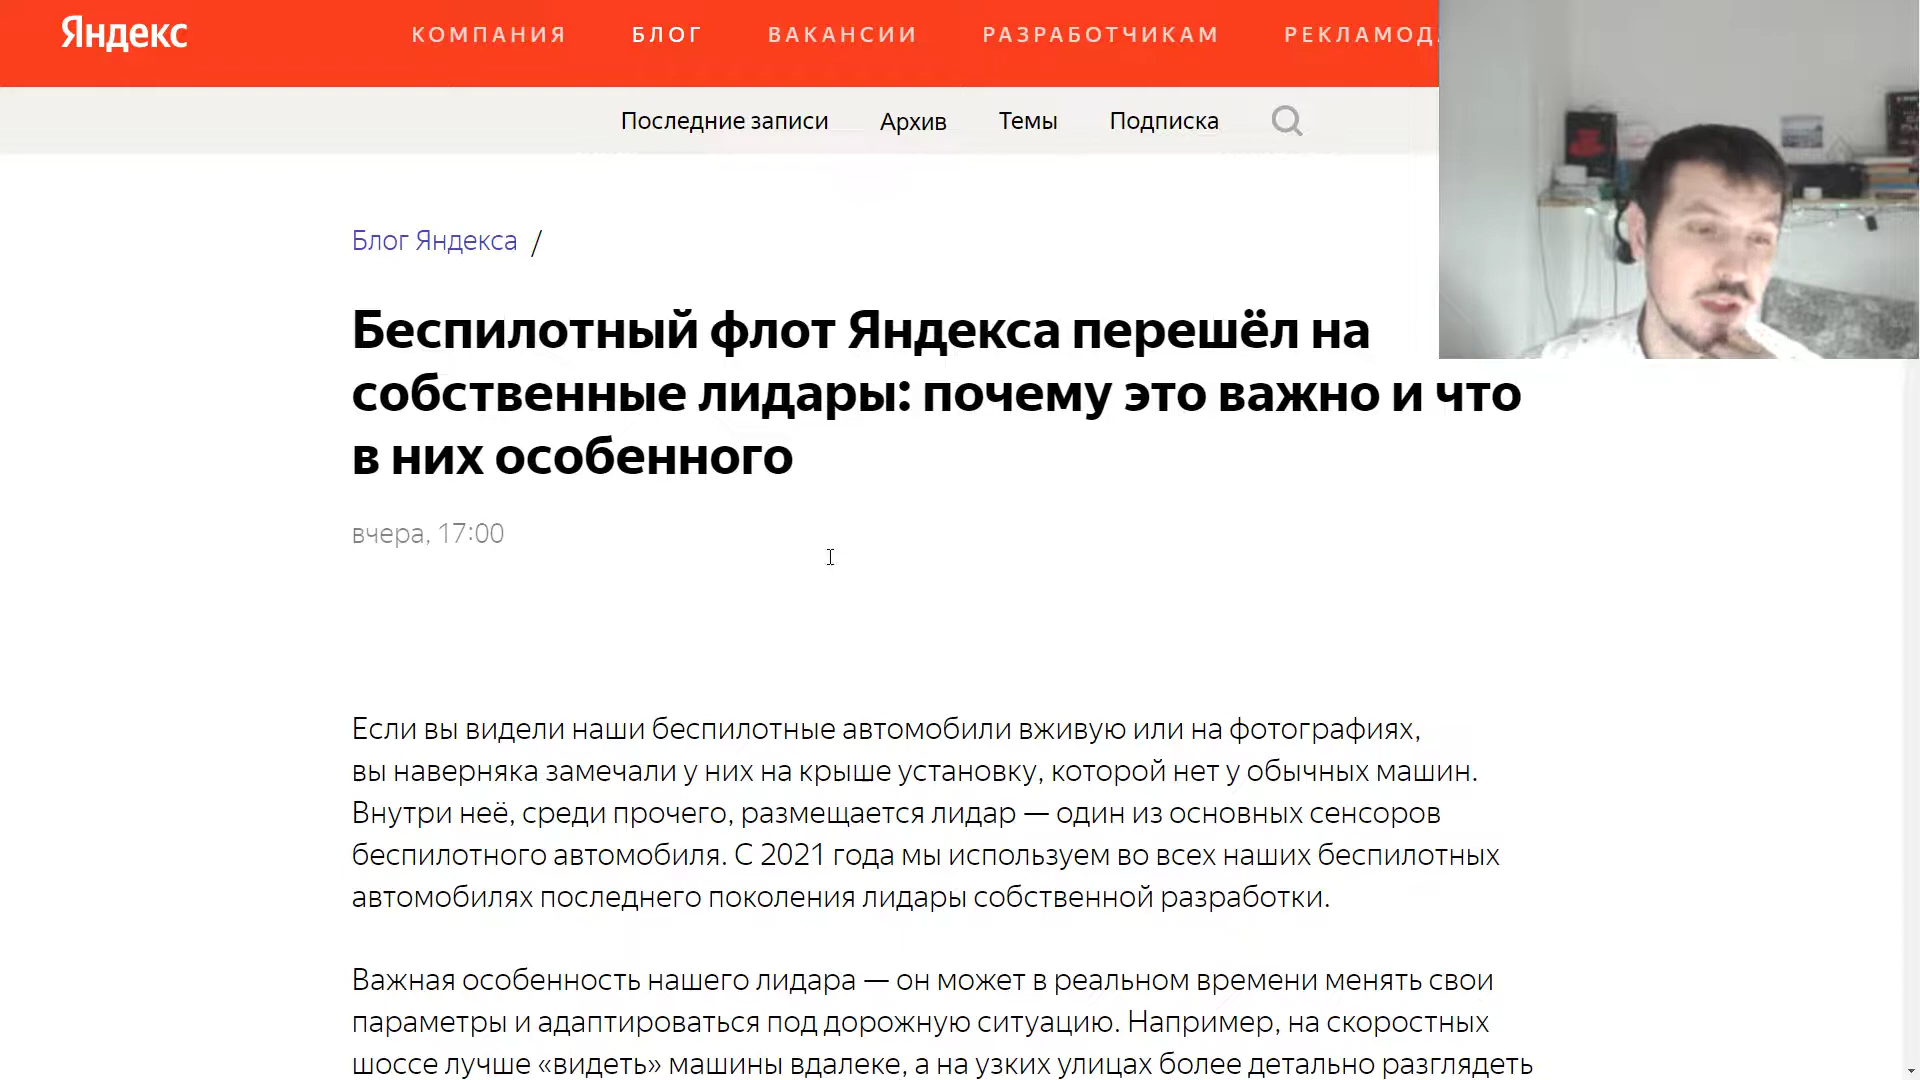 Яндекс
КОМПАНИЯ БЛОГ ВАКАНСИИ РАЗРАБОТЧИКАМ
Последние записи Архив Темы Подписка
Блог Яндекса /
Беспилотный флот Яндекса перешёл на
собственные лидары: почему это важно и что
в них особенного
вчера, 17:00
Если вы видели наши беспилотные автомобили вживую или на фотографиях,
вы наверняка замечали у них на крыше установку, которой нет у обычных машин.
Внутри неё, среди прочего, размещается лидар — один из основных сенсоров
беспилотного автомобиля. С 2021 года мы используем во всех наших беспилотных
автомобилях последнего поколения лидары собственной разработки.
Важная особенность нашего лидара — он может в реальном времени менять свои
параметры и адаптироваться под дорожную ситуацию. Например, на скоростных
шоссе лучше «видеть» машины вдалеке, а на узких улицах более детально разглядеть